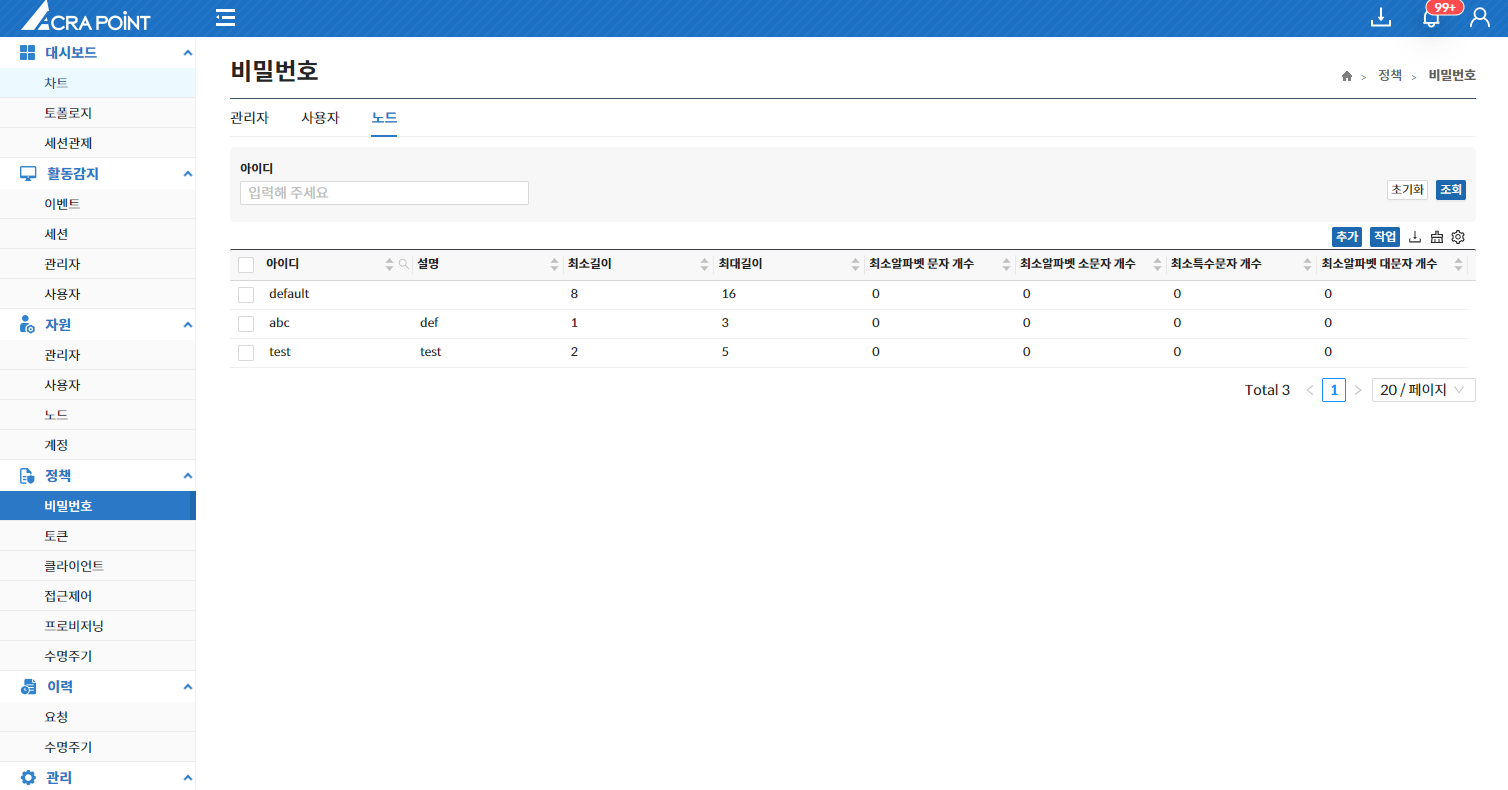 ACRA POINT
99+
대시보드
차트
토폴로지
세션관제
활동감지
이벤트
세션
관리자
사용자
자원
관리자
사용자
노드
계정
정책
비밀번호
토큰
클라이언트
접근제어
프로비저닝
수명주기
이력
요청
수명주기
관리
비밀번호
> 정책 > 비밀번호
관리자 사용자 노드
아이디
입력해 주세요
초기화 조회
추가 작업
아이디 설명 최소길이 최대길이 최소알파벳 문자 개수 최소알파벳 소문자 개수 최소특수문자 개수 최소알파벳 대문자 개수
default 8 16 0 0 0 0
abc def 1 3 0 0 0 0
test test 2 5 0 0 0 0
Total 3 < 1 > 20 / 페이지